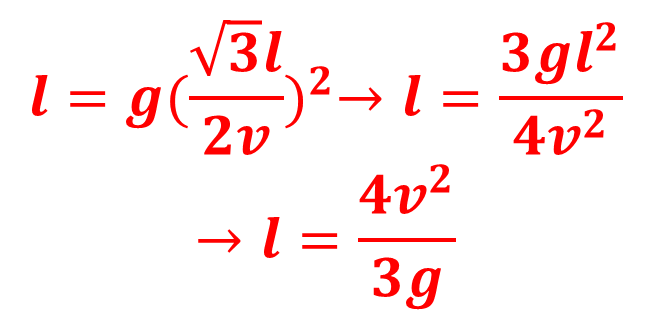 l = g(√3l/2v)² → l = 3gl²/4v²
→ l = 4v²/3g